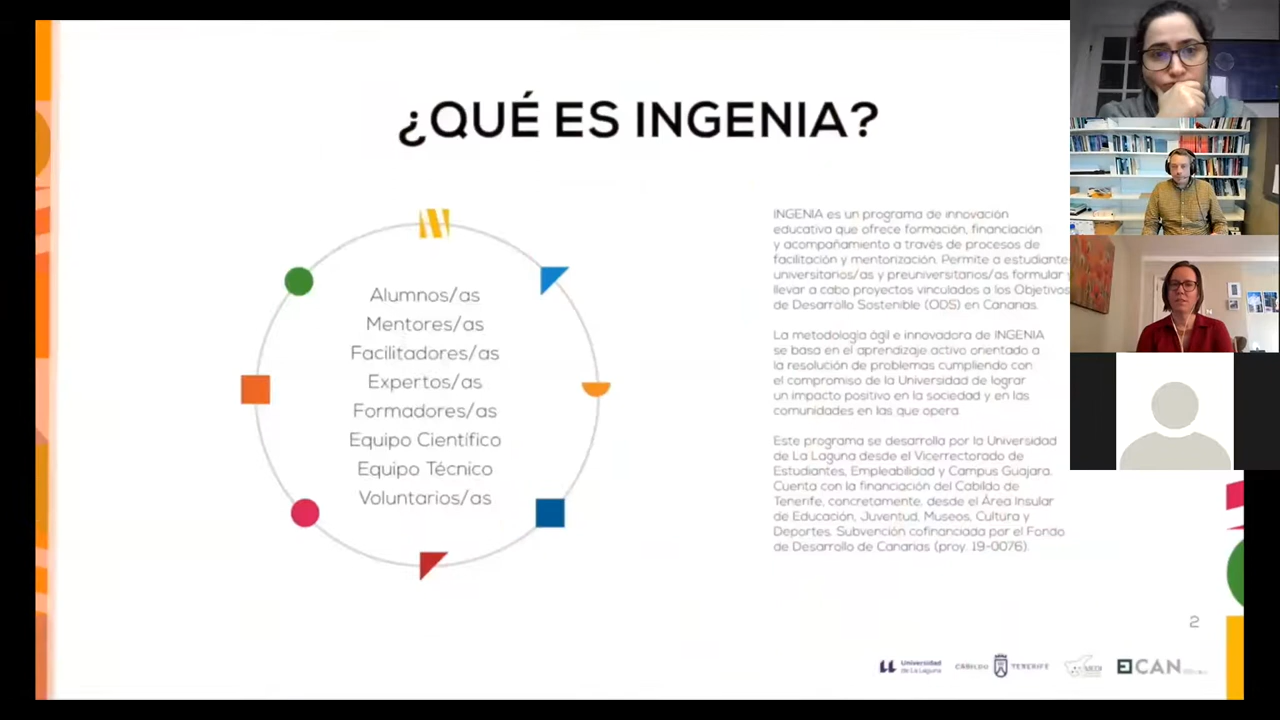 ¿QUÉ ES INGENIA?
Alumnos/as
Mentores/as
Facilitadores/as
Expertos/as
Formadores/as
Equipo Científico
Equipo Técnico
Voluntarios/as
INGENIA es un programa de innovación
educativa que ofrece formación, financiación
y acompañamiento a través de procesos de
facilitación y mentorización. Permite a estudiante
universitarios/as y preuniversitarios/as formular y
llevar a cabo proyectos vinculados a los Objetivos
de Desarrollo Sostenible (ODS) en Canarias.
La metodología ágil e innovadora de INGENIA
se basa en el aprendizaje activo orientado a
la resolución de problemas cumpliendo con
el compromiso de la Universidad de lograr
un impacto positivo en la sociedad y en las
comunidades en las que opera
Este programa se desarrolla por la Universidad
de La Laguna desde el Vicerrectorado de
Estudiantes, Empleabilidad y Campus Guajara.
Cuenta con la financiación del Cabildo de
Tenerife, concretamente, desde el Área Insular
de Educación, Juventud, Museos, Cultura y
Deportes. Subvención cofinanciada por el Fondo
de Desarrollo de Canarias (proy. 19-0076).
2
Universidad
de La Laguna
CABILDO TENERIFE
CAN